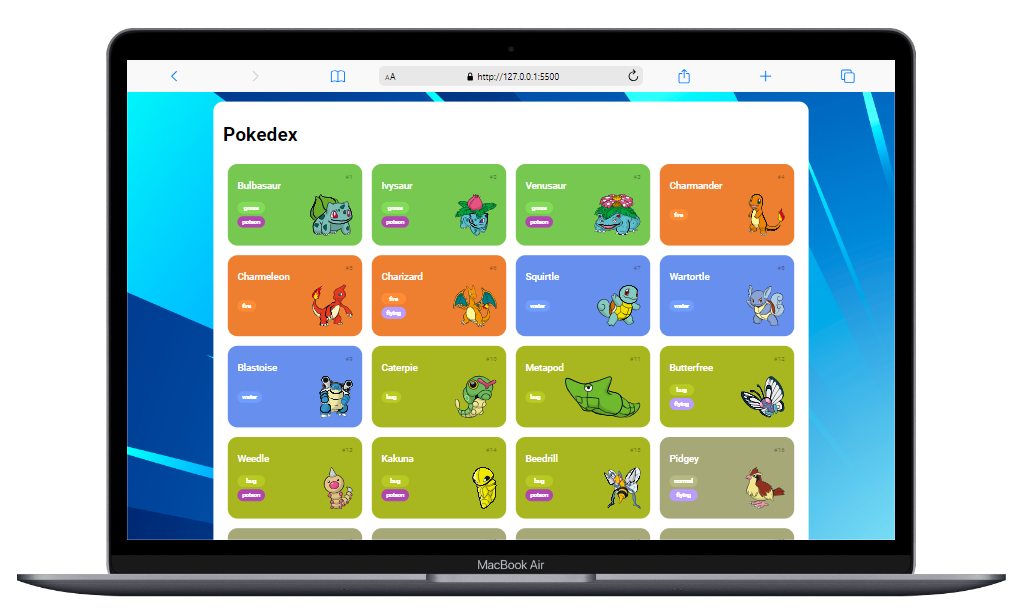 AA http://127.0.0.1:5500
Pokedex
#1
Bulbasaur
grass
poison
#2
Ivysaur
grass
poison
#3
Venusaur
grass
poison
#4
Charmander
fire
#5
Charmeleon
fire
#6
Charizard
fire
flying
#7
Squirtle
water
#8
Wartortle
water
#9
Blastoise
water
#10
Caterpie
bug
#11
Metapod
bug
#12
Butterfree
bug
flying
#13
Weedle
bug
poison
#14
Kakuna
bug
poison
#15
Beedrill
bug
poison
#16
Pidgey
normal
flying
MacBook Air